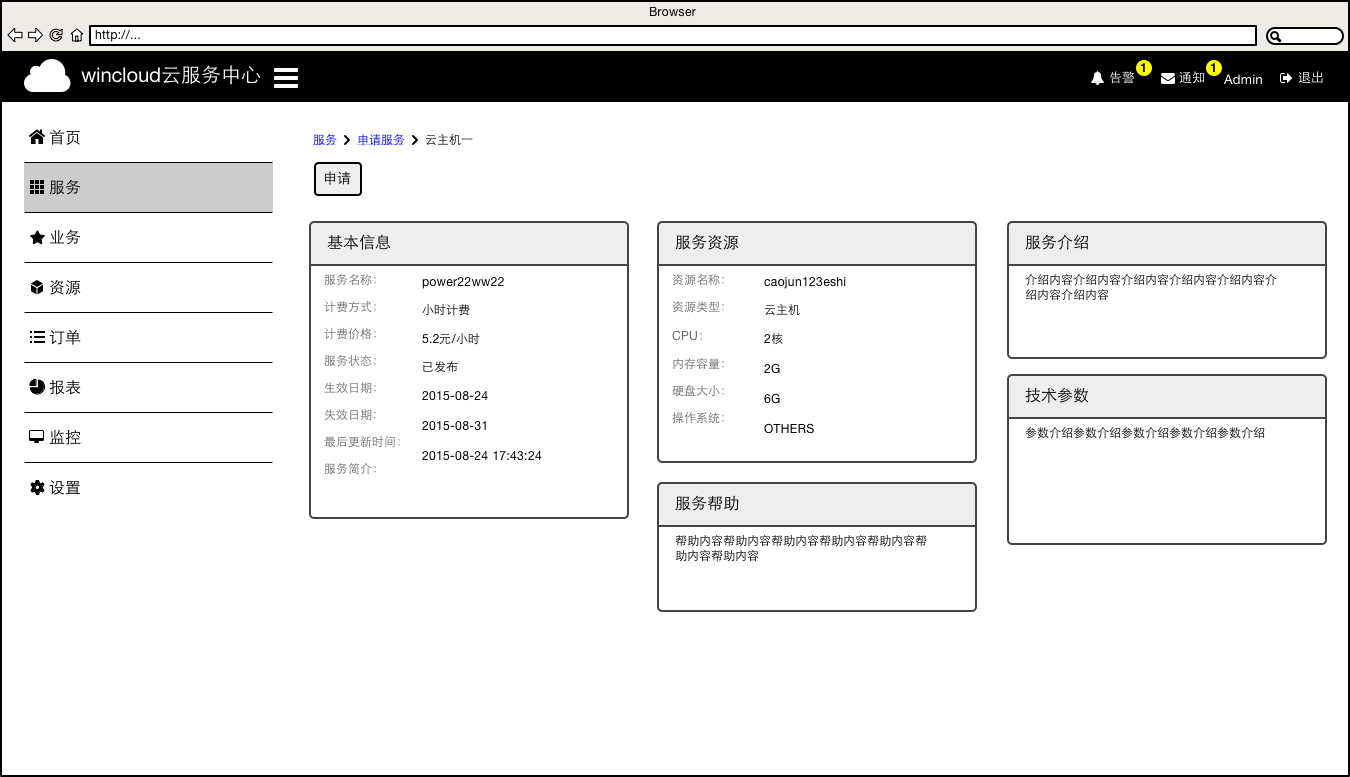 Browser
http://...
wincloud云服务中心
告警 1 通知 1 Admin 退出
首页
服务
业务
资源
订单
报表
监控
设置
服务 申请服务 云主机一
申请
基本信息
服务名称: power22ww22
计费方式: 小时计费
计费价格: 5.2元/小时
服务状态: 已发布
生效日期: 2015-08-24
失效日期: 2015-08-31
最后更新时间: 2015-08-24 17:43:24
服务简介:
服务资源
资源名称: caojun123eshi
资源类型: 云主机
CPU: 2核
内存容量: 2G
硬盘大小: 6G
操作系统: OTHERS
服务帮助
帮助内容帮助内容帮助内容帮助内容帮助内容帮
助内容帮助内容
服务介绍
介绍内容介绍内容介绍内容介绍内容介绍内容介
绍内容介绍内容
技术参数
参数介绍参数介绍参数介绍参数介绍参数介绍